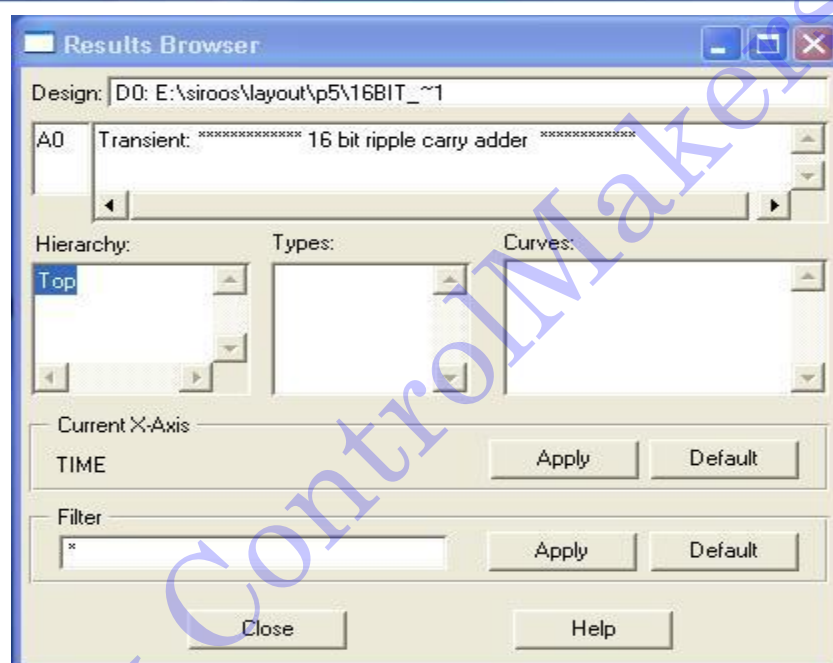 Results Browser
Design: D0: E:\siroos\layout\p5\16BIT_~1
A0 Transient: ************* 16 bit ripple carry adder ************
Hierarchy: Types: Curves:
Top
Current X-Axis
TIME Apply Default
Filter
* Apply Default
Close Help
ControlMakers